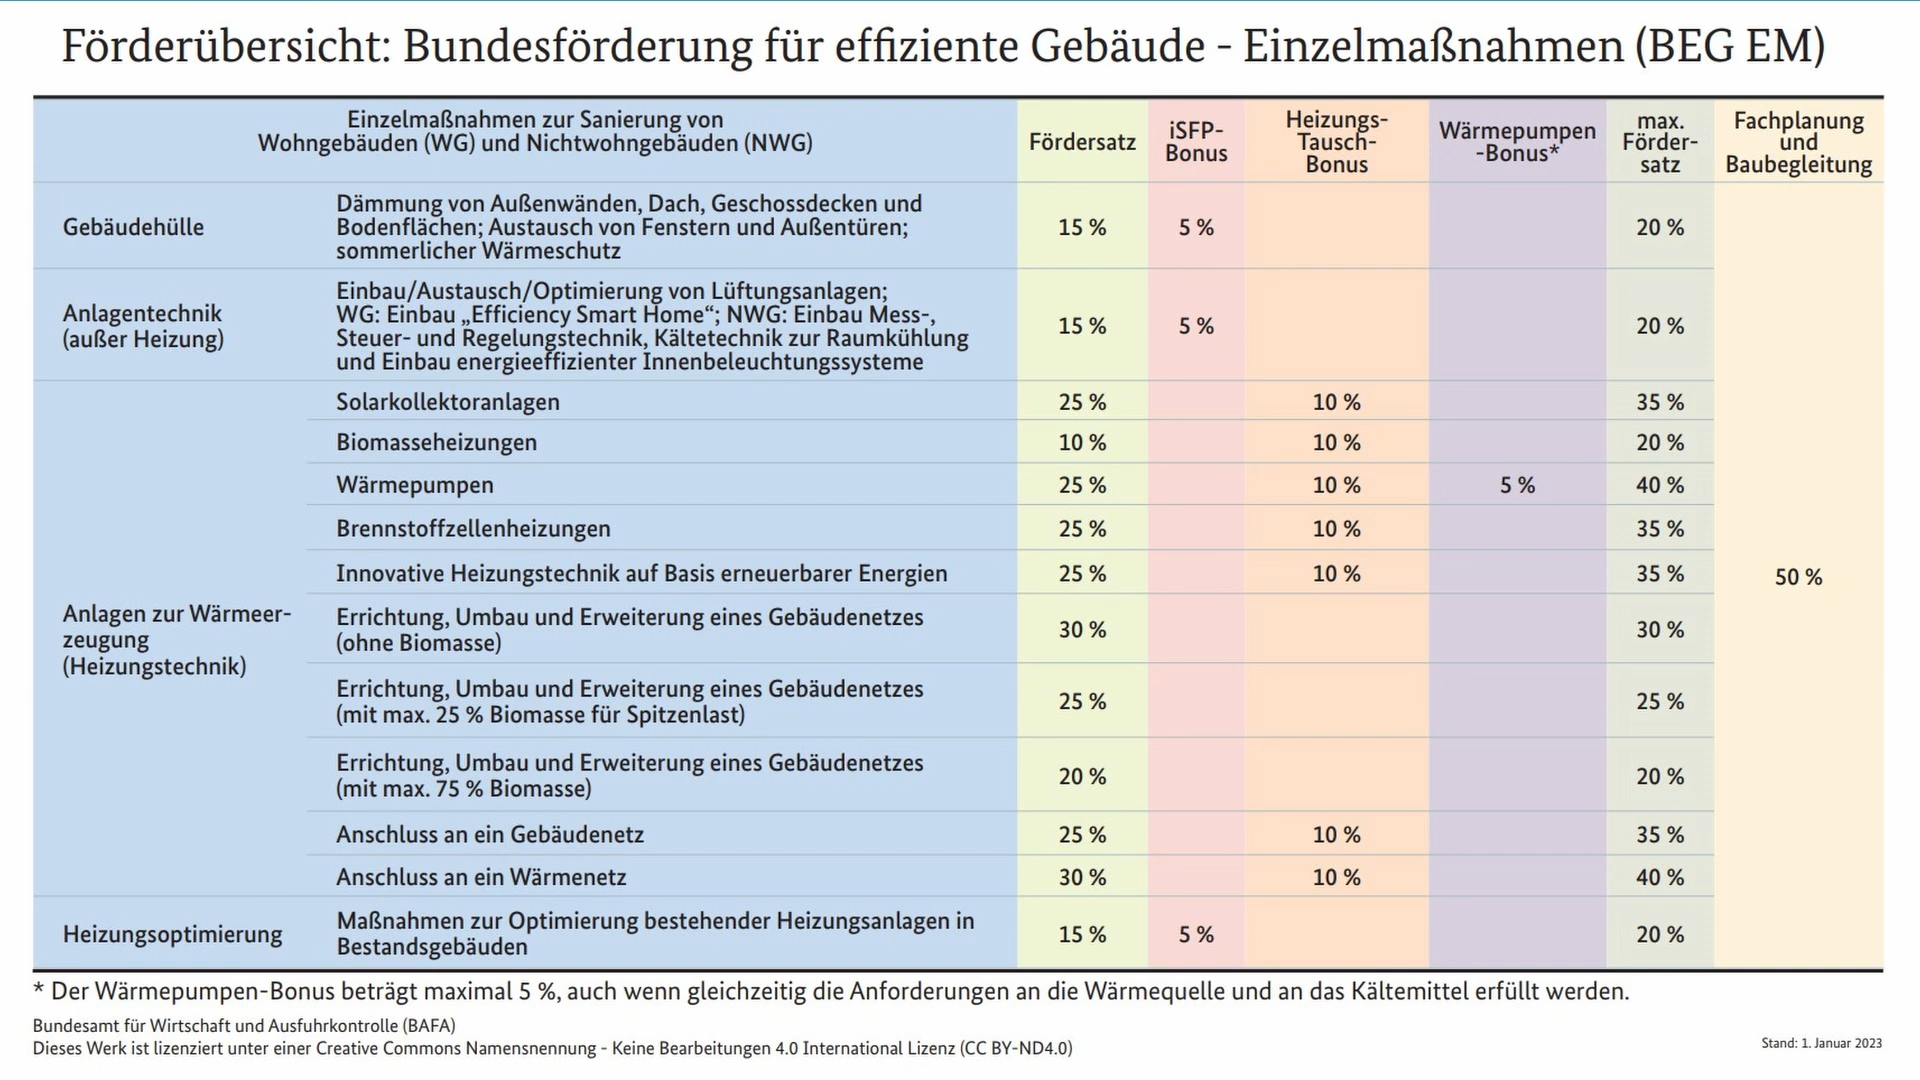 Förderübersicht: Bundesförderung für effiziente Gebäude - Einzelmaßnahmen (BEG EM)
Einzelmaßnahmen zur Sanierung von
Wohngebäuden (WG) und Nichtwohngebäuden (NWG)
Fördersatz
iSFP-
Bonus
Heizungs-
Tausch-
Bonus
Wärmepumpen
-Bonus*
max.
Förder-
satz
Fachplanung
und
Baubegleitung
Gebäudehülle
Dämmung von Außenwänden, Dach, Geschossdecken und
Bodenflächen; Austausch von Fenstern und Außentüren;
sommerlicher Wärmeschutz
15 %
5 %
20 %
Anlagentechnik
(außer Heizung)
Einbau/Austausch/Optimierung von Lüftungsanlagen;
WG: Einbau „Efficiency Smart Home“; NWG: Einbau Mess-,
Steuer- und Regelungstechnik, Kältetechnik zur Raumkühlung
und Einbau energieeffizienter Innenbeleuchtungssysteme
15 %
5 %
20 %
Anlagen zur Wärmeer-
zeugung
(Heizungstechnik)
Solarkollektoranlagen
25 %
10 %
35 %
Biomasseheizungen
10 %
10 %
20 %
Wärmepumpen
25 %
10 %
5 %
40 %
Brennstoffzellenheizungen
25 %
10 %
35 %
Innovative Heizungstechnik auf Basis erneuerbarer Energien
25 %
10 %
35 %
50 %
Errichtung, Umbau und Erweiterung eines Gebäudenetzes
(ohne Biomasse)
30 %
30 %
Errichtung, Umbau und Erweiterung eines Gebäudenetzes
(mit max. 25 % Biomasse für Spitzenlast)
25 %
25 %
Errichtung, Umbau und Erweiterung eines Gebäudenetzes
(mit max. 75 % Biomasse)
20 %
20 %
Anschluss an ein Gebäudenetz
25 %
10 %
35 %
Anschluss an ein Wärmenetz
30 %
10 %
40 %
Heizungsoptimierung
Maßnahmen zur Optimierung bestehender Heizungsanlagen in
Bestandsgebäuden
15 %
5 %
20 %
* Der Wärmepumpen-Bonus beträgt maximal 5 %, auch wenn gleichzeitig die Anforderungen an die Wärmequelle und an das Kältemittel erfüllt werden.
Bundesamt für Wirtschaft und Ausfuhrkontrolle (BAFA)
Dieses Werk ist lizenziert unter einer Creative Commons Namensnennung - Keine Bearbeitungen 4.0 International Lizenz (CC BY-ND4.0)
Stand: 1. Januar 2023